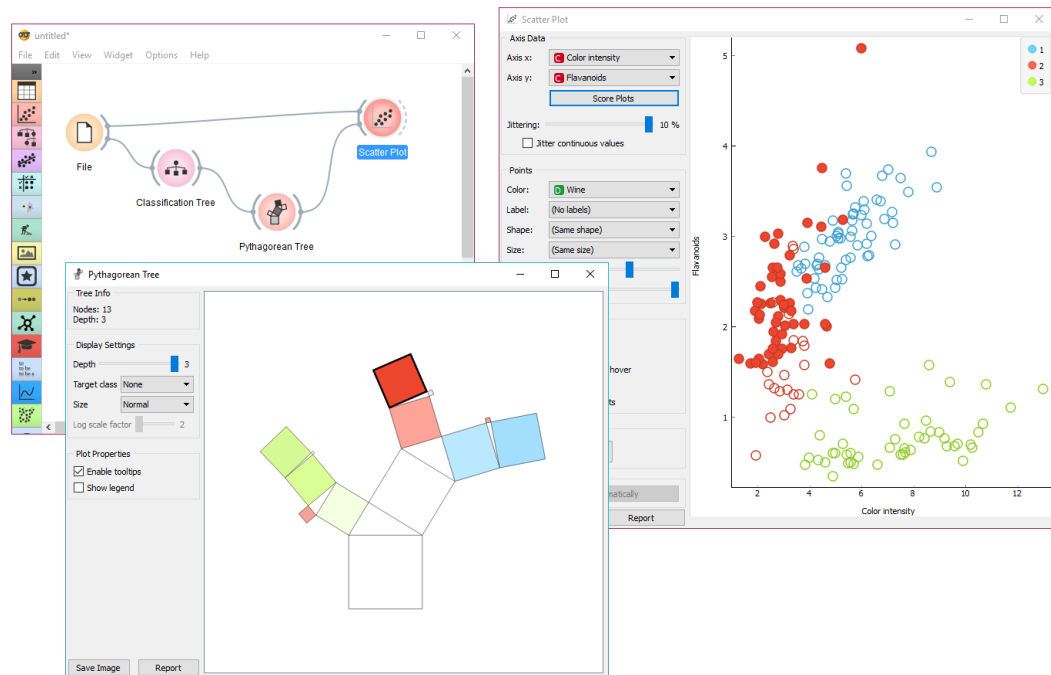 untitled*
File Edit View Widget Options Help
»
File
Classification Tree
Pythagorean Tree
Scatter Plot
Scatter Plot
Axis Data
Axis x: C Color intensity
Axis y: C Flavanoids
Score Plots
Jittering: 10 %
Jitter continuous values
Points
Color: D Wine
Label: (No labels)
Shape: (Same shape)
Size: (Same size)
hover
ts
matically
Report
Flavanoids
5
4
3
2
1
2 4 6 8 10 12
Color intensity
1
2
3
Pythagorean Tree
Tree Info
Nodes: 13
Depth: 3
Display Settings
Depth 3
Target class None
Size Normal
Log scale factor 2
Plot Properties
Enable tooltips
Show legend
Save Image Report